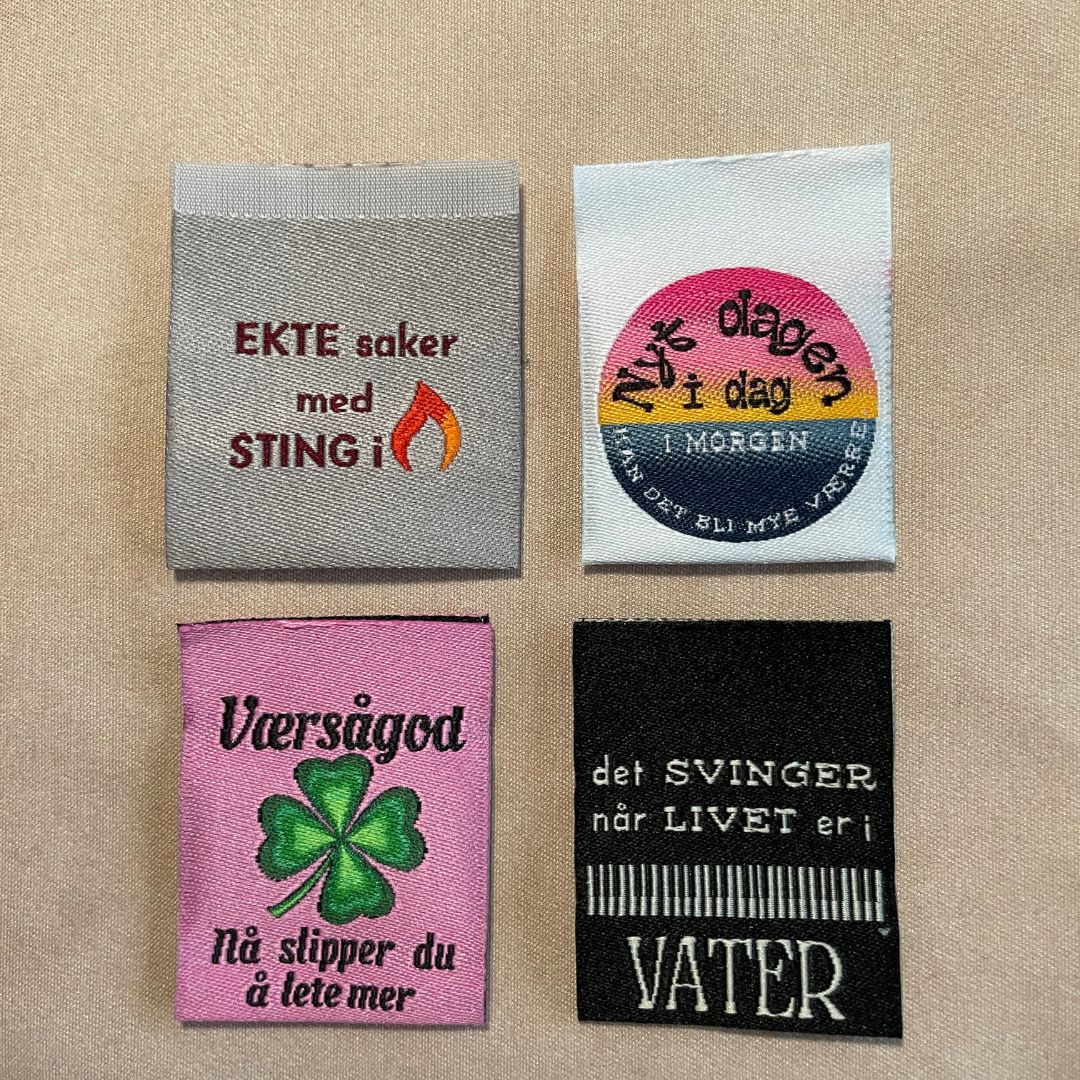 EKTE saker
med
STING i
Nyt dagen
i dag
I MORGEN
KAN DET BLI MYE VÆRRE.
Værsågod
Nå slipper du
å lete mer
det SVINGER
når LIVET er i
VATER